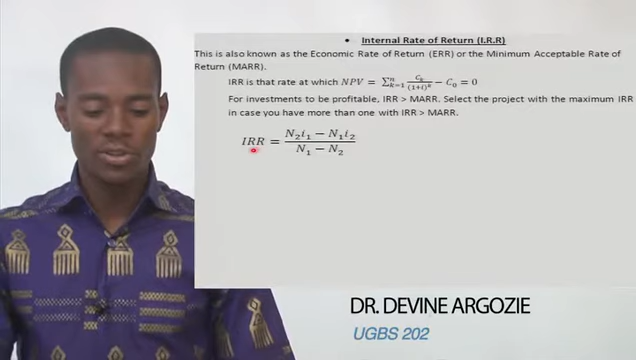 • Internal Rate of Return (I.R.R)
This is also known as the Economic Rate of Return (ERR) or the Minimum Acceptable Rate of
Return (MARR).
IRR is that rate at which NPV = ∑ⁿₖ₌₁ Cₖ/(1+i)ᵏ − C₀ = 0
For investments to be profitable, IRR > MARR. Select the project with the maximum IRR
in case you have more than one with IRR > MARR.
IRR = (N₂i₁ − N₁i₂)/(N₁ − N₂)
DR. DEVINE ARGOZIE
UGBS 202